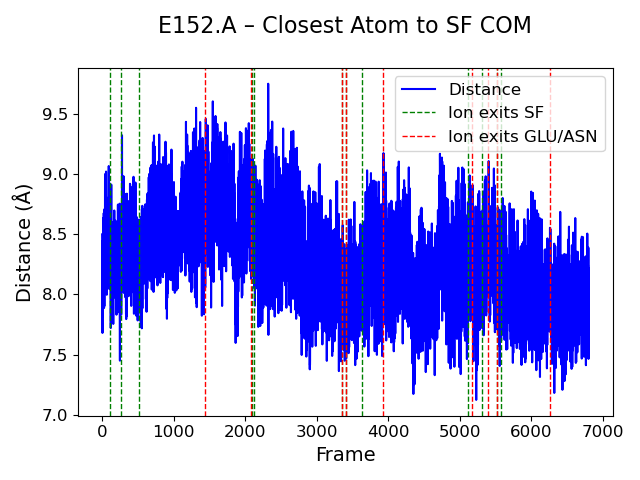 E152.A – Closest Atom to SF COM
Distance (Å)
9.5
9.0
8.5
8.0
7.5
7.0
Distance
Ion exits SF
Ion exits GLU/ASN
0 1000 2000 3000 4000 5000 6000 7000
Frame